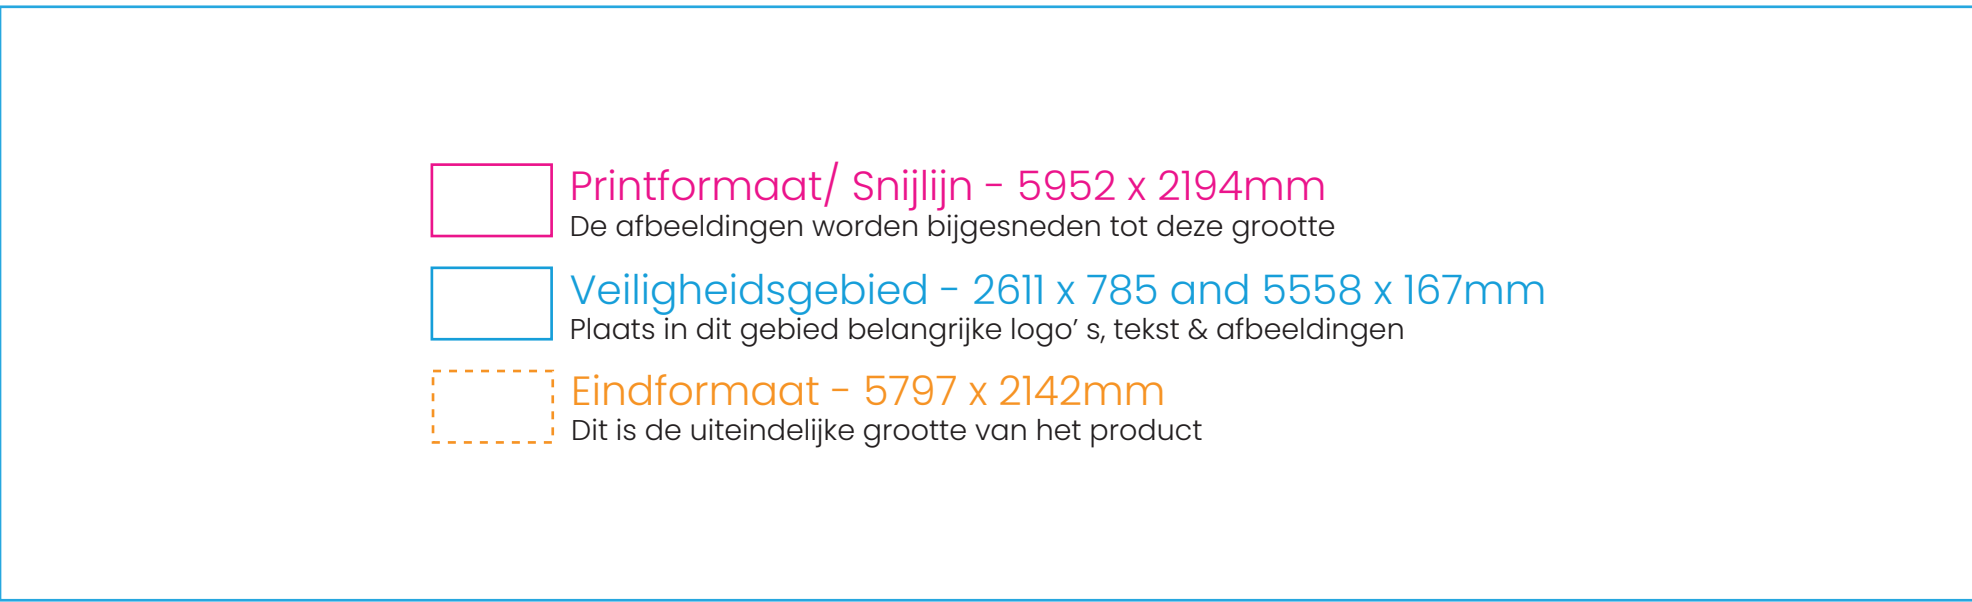 Printformaat/ Snijlijn - 5952 x 2194mm
De afbeeldingen worden bijgesneden tot deze grootte
Veiligheidsgebied - 2611 x 785 and 5558 x 167mm
Plaats in dit gebied belangrijke logo' s, tekst & afbeeldingen
Eindformaat - 5797 x 2142mm
Dit is de uiteindelijke grootte van het product